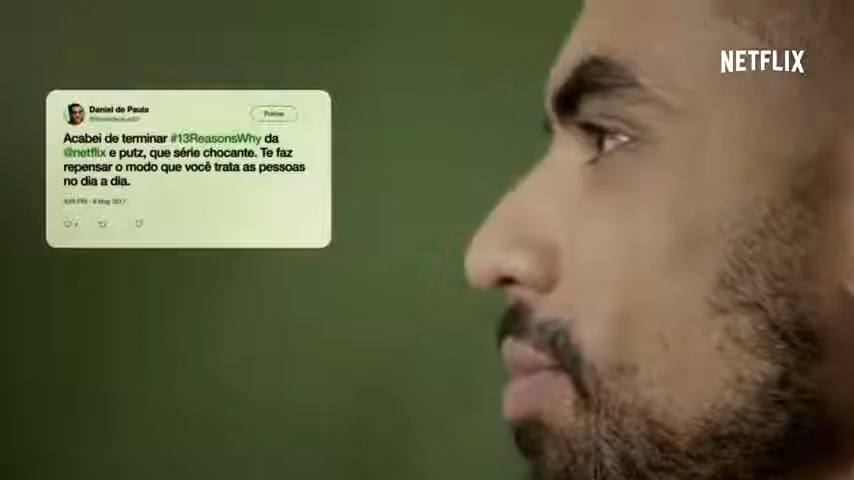 NETFLIX
Daniel de Paula
Follow
Acabei de terminar #13ReasonsWhy da
@netflix e putz, que série chocante. Te faz
repensar o modo que você trata as pessoas
no dia a dia.